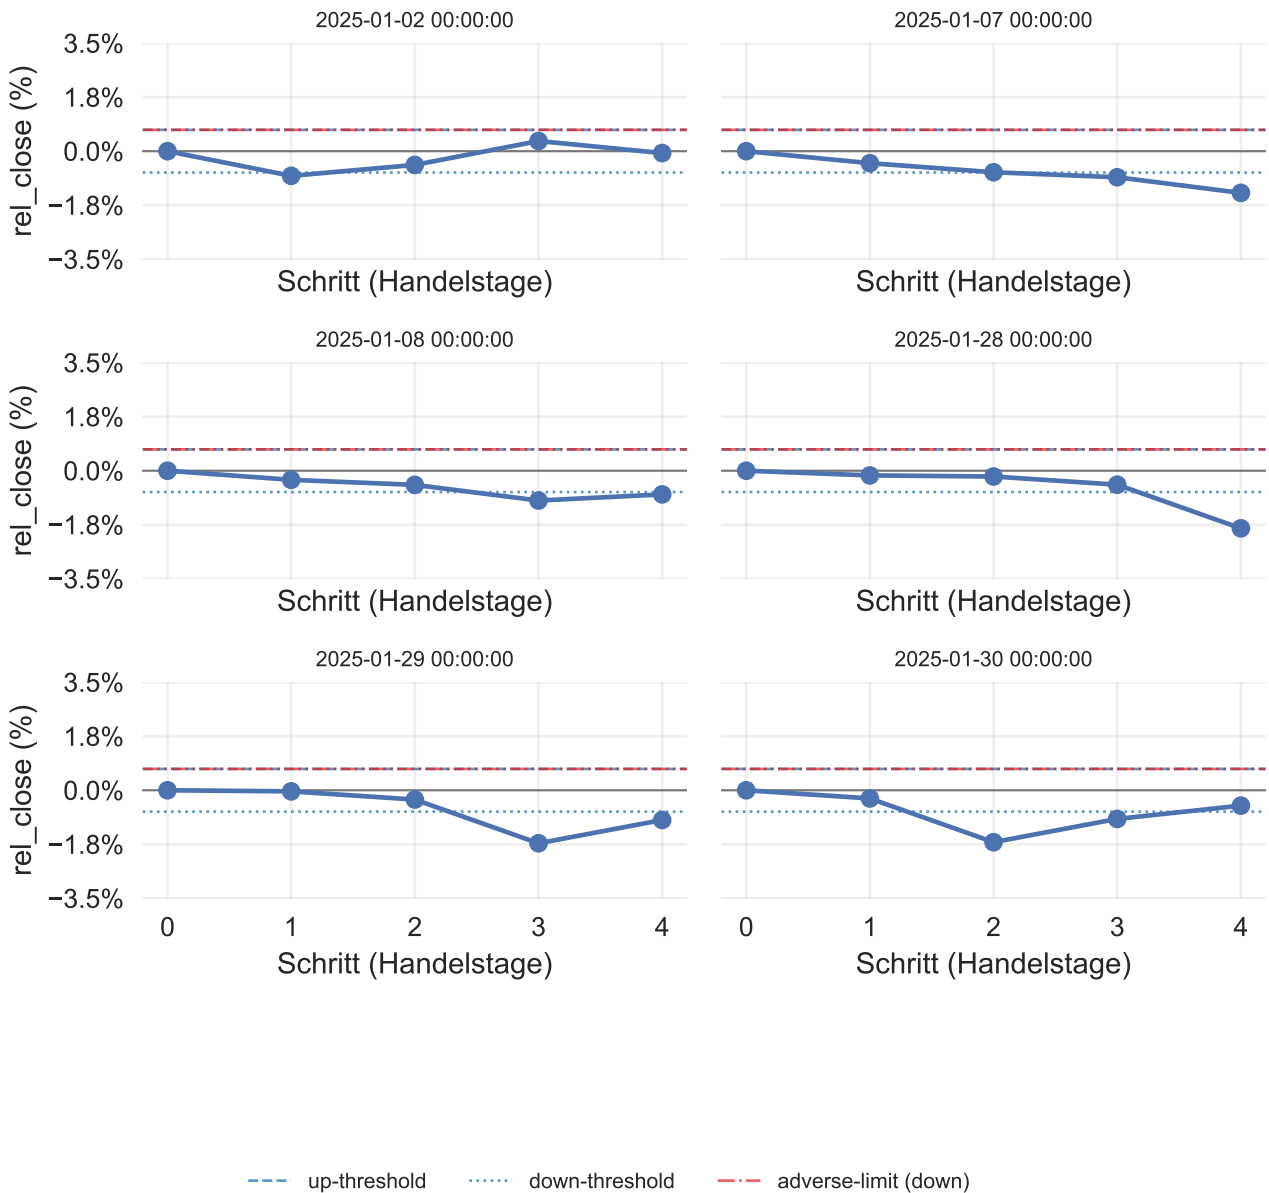 2025-01-02 00:00:00
2025-01-07 00:00:00
3.5%
1.8%
0.0%
−1.8%
−3.5%
rel_close (%)
Schritt (Handelstage)
Schritt (Handelstage)
2025-01-08 00:00:00
2025-01-28 00:00:00
3.5%
1.8%
0.0%
−1.8%
−3.5%
rel_close (%)
Schritt (Handelstage)
Schritt (Handelstage)
2025-01-29 00:00:00
2025-01-30 00:00:00
3.5%
1.8%
0.0%
−1.8%
−3.5%
rel_close (%)
0 1 2 3 4
0 1 2 3 4
Schritt (Handelstage)
Schritt (Handelstage)
up-threshold down-threshold adverse-limit (down)